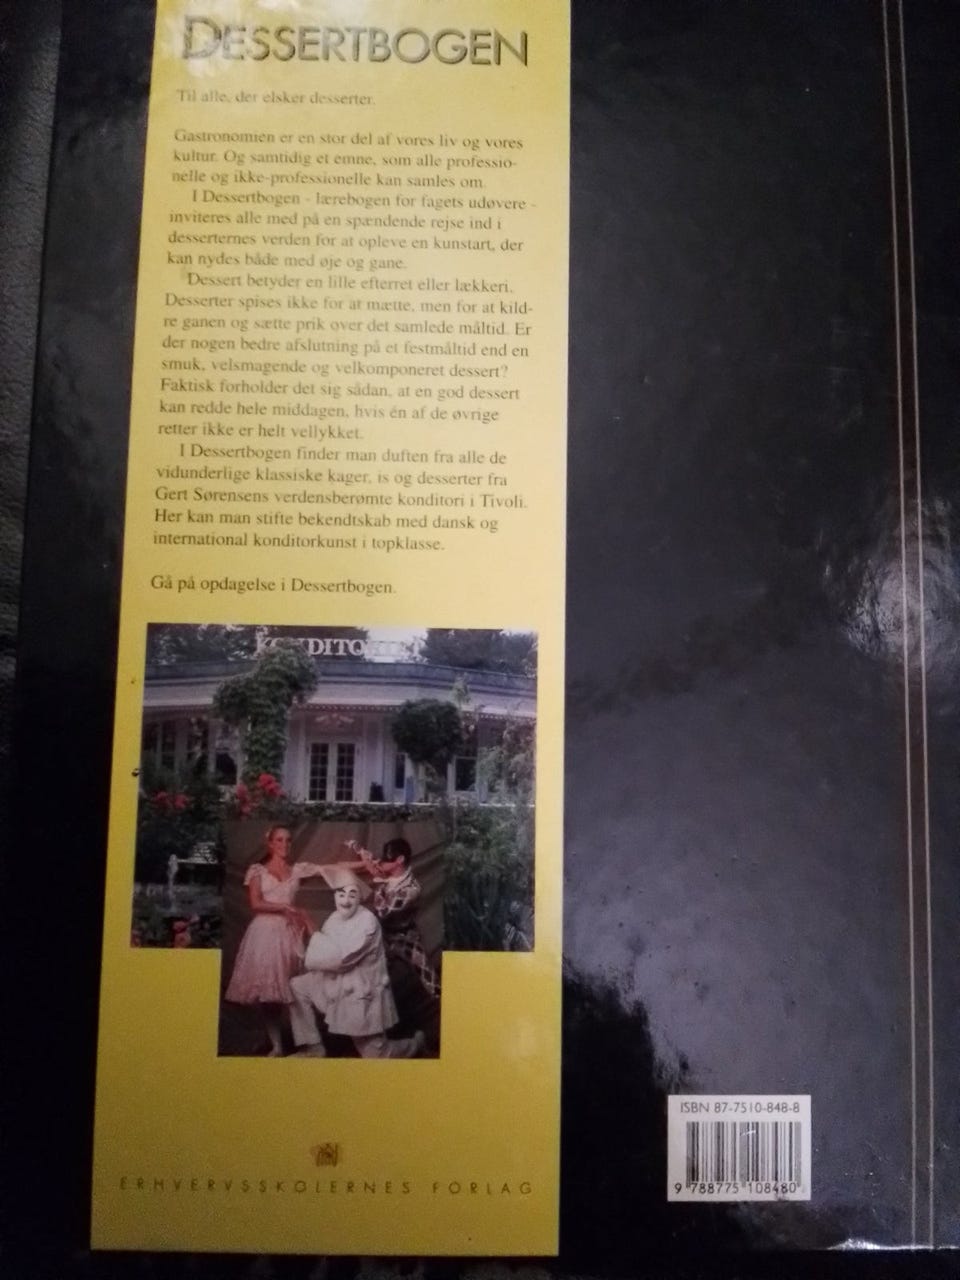 DESSERTBOGEN
Til alle, der elsker desserter.
Gastronomien er en stor del af vores liv og vores
kultur. Og samtidig et emne, som alle professio-
nelle og ikke-professionelle kan samles om.
I Dessertbogen - lærebogen for fagets udøvere -
inviteres alle med på en spændende rejse ind i
desserternes verden for at opleve en kunstart, der
kan nydes både med øje og gane.
Dessert betyder en lille efterret eller lækkeri.
Desserter spises ikke for at mætte, men for at kild-
re ganen og sætte prik over det samlede måltid. Er
der nogen bedre afslutning på et festmåltid end en
smuk, velsmagende og velkomponeret dessert?
Faktisk forholder det sig sådan, at en god dessert
kan redde hele middagen, hvis én af de øvrige
retter ikke er helt vellykket.
I Dessertbogen finder man duften fra alle de
vidunderlige klassiske kager, is og desserter fra
Gert Sørensens verdensberømte konditori i Tivoli.
Her kan man stifte bekendtskab med dansk og
international konditorkunst i topklasse.
Gå på opdagelse i Dessertbogen.
KONDITORIET
ERHVERVSSKOLERNES FORLAG
ISBN 87-7510-848-8
9 788775 108480